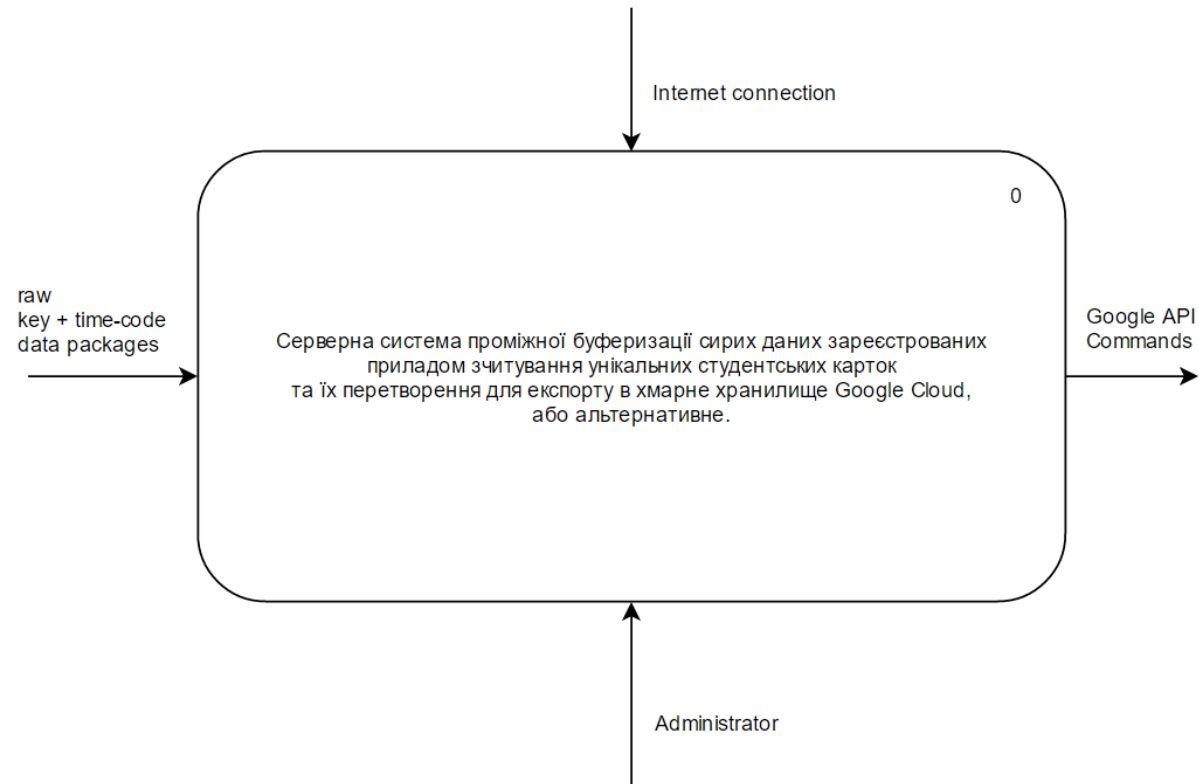 Internet connection
0
raw
key + time-code
data packages
Серверна система проміжної буферизації сирих даних зареєстрованих
приладом зчитування унікальних студентських карток
та їх перетворення для експорту в хмарне хранилище Google Cloud,
або альтернативне.
Google API
Commands
Administrator